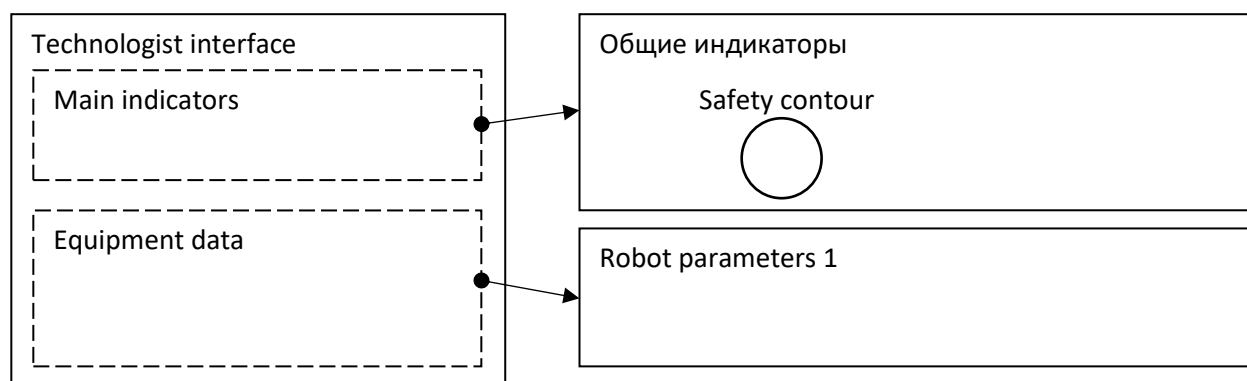 Technologist interface
Main indicators
Equipment data
Общие индикаторы
Safety contour
Robot parameters 1